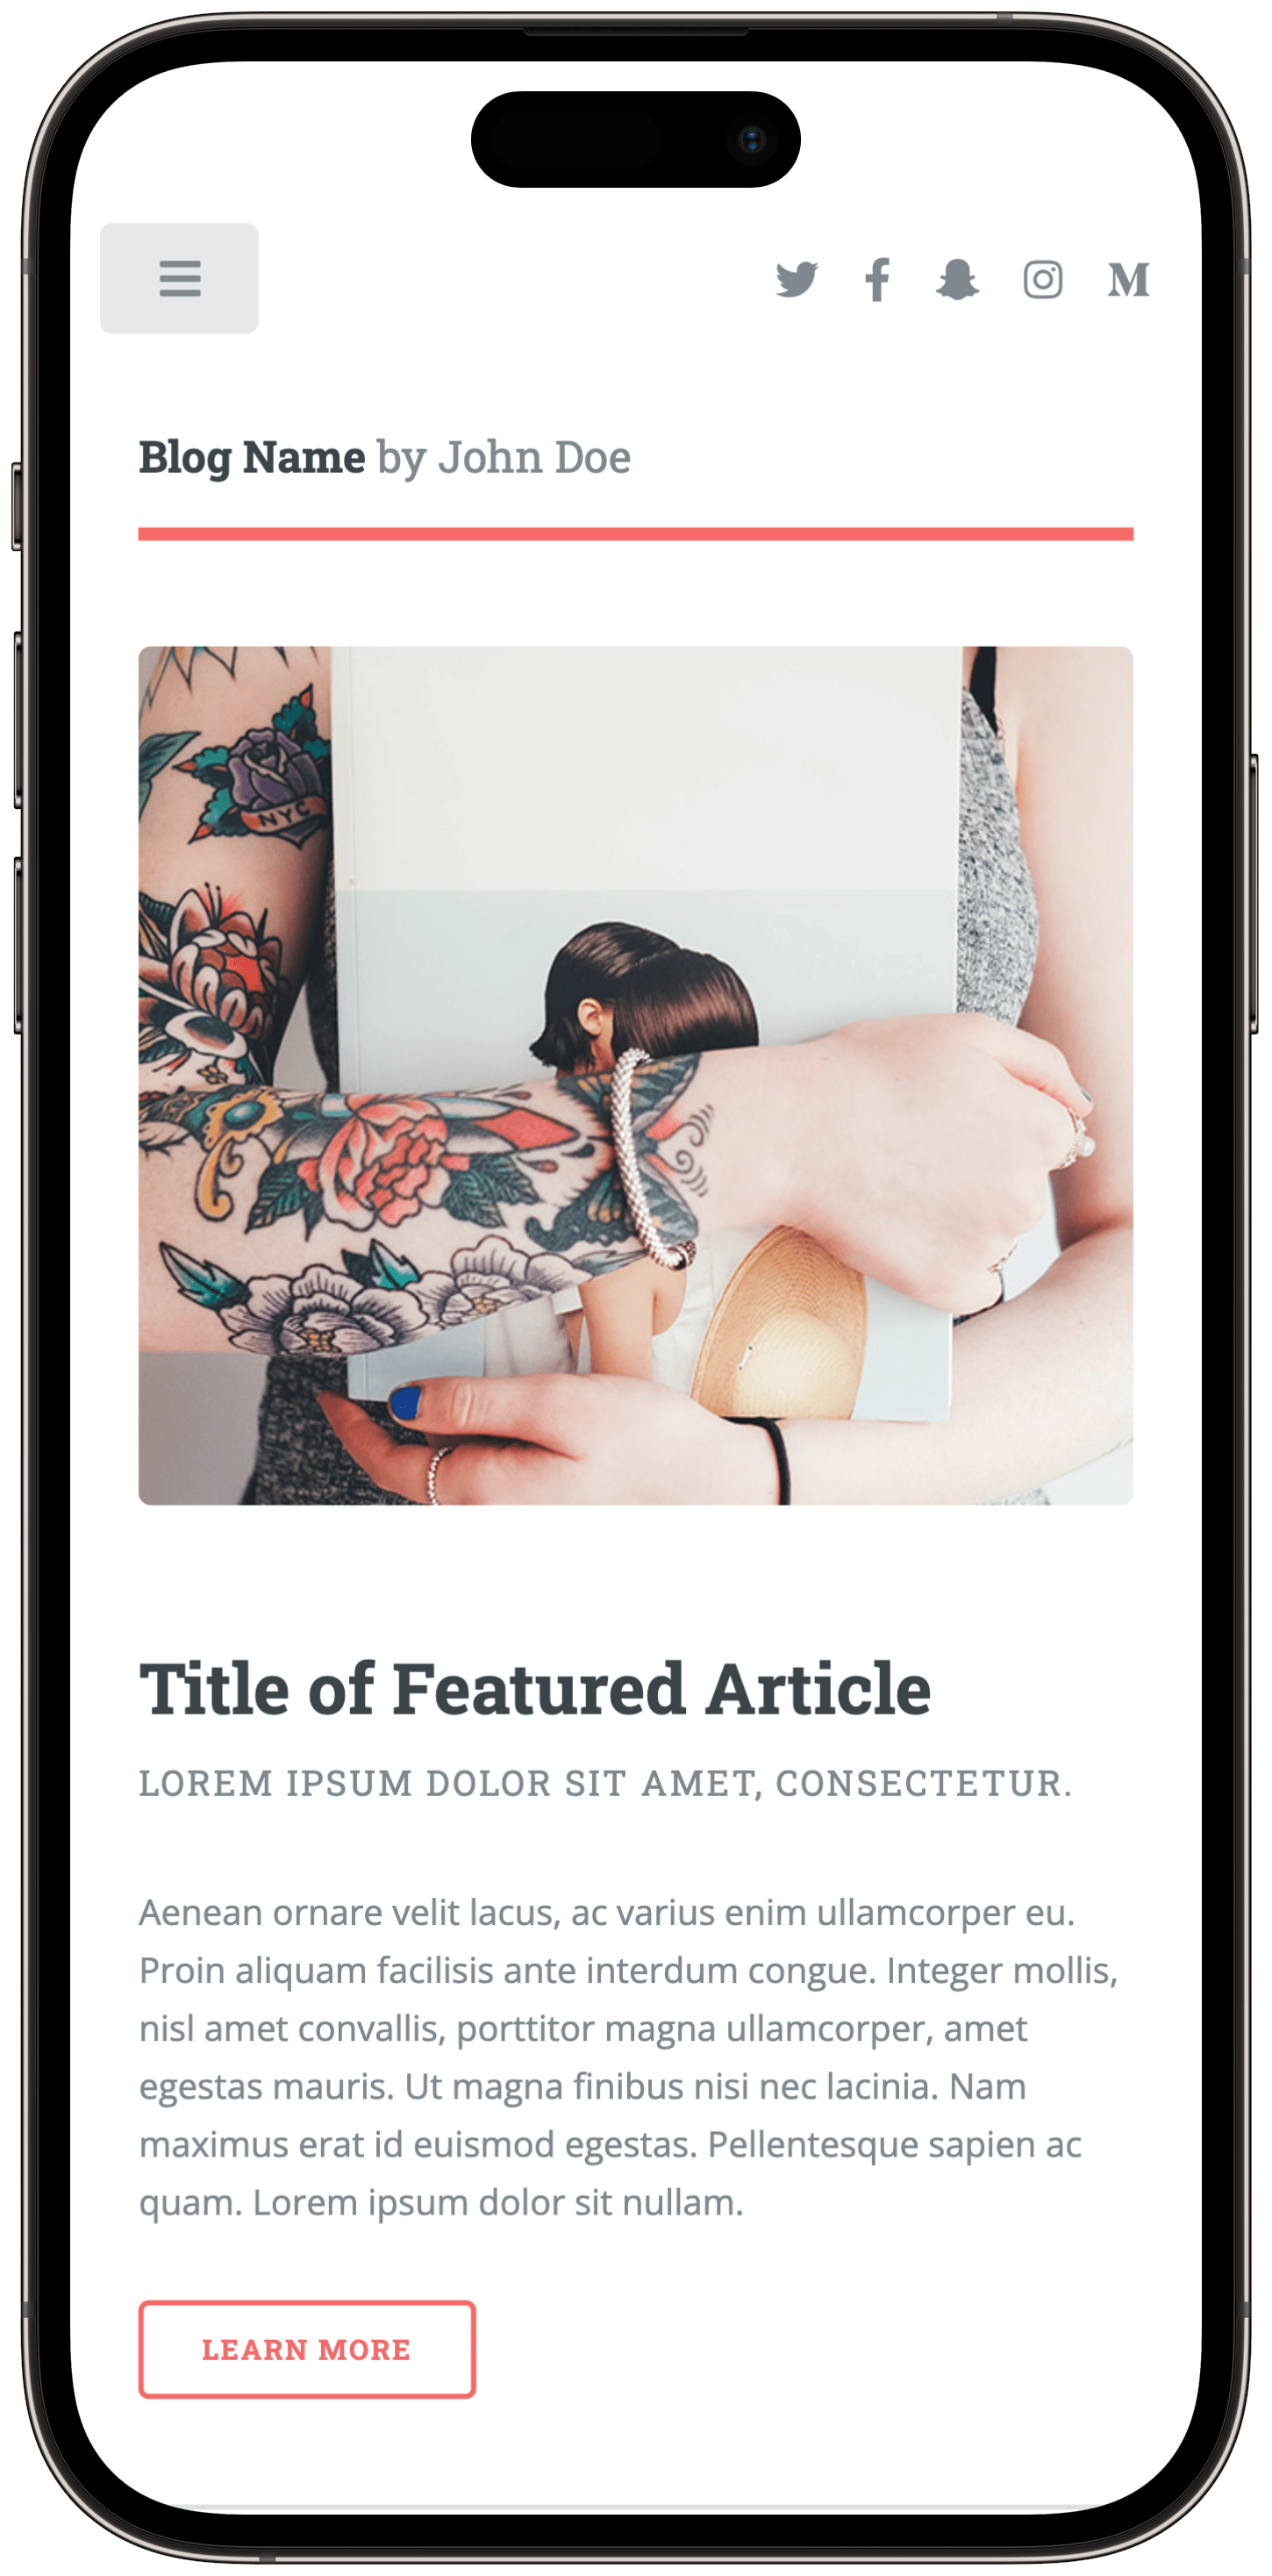 M
Blog Name by John Doe
NYC
Title of Featured Article
LOREM IPSUM DOLOR SIT AMET, CONSECTETUR.
Aenean ornare velit lacus, ac varius enim ullamcorper eu.
Proin aliquam facilisis ante interdum congue. Integer mollis,
nisl amet convallis, porttitor magna ullamcorper, amet
egestas mauris. Ut magna finibus nisi nec lacinia. Nam
maximus erat id euismod egestas. Pellentesque sapien ac
quam. Lorem ipsum dolor sit nullam.
LEARN MORE